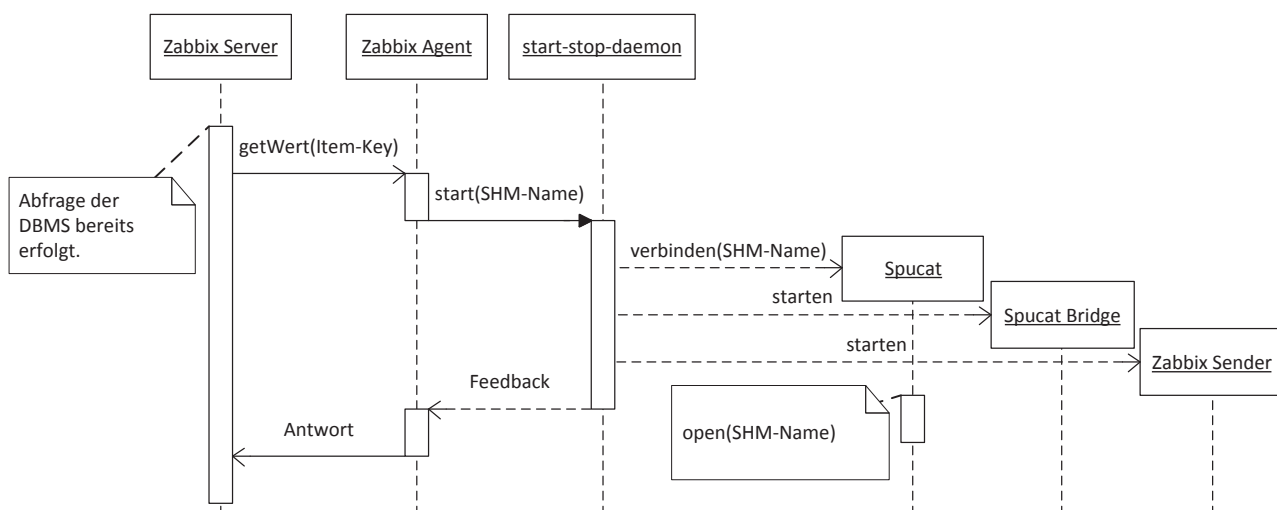 Zabbix Server
Zabbix Agent
start-stop-daemon
getWert(Item-Key)
start(SHM-Name)
Abfrage der
DBMS bereits
erfolgt.
verbinden(SHM-Name)
Spucat
starten
Spucat Bridge
starten
Zabbix Sender
Feedback
open(SHM-Name)
Antwort